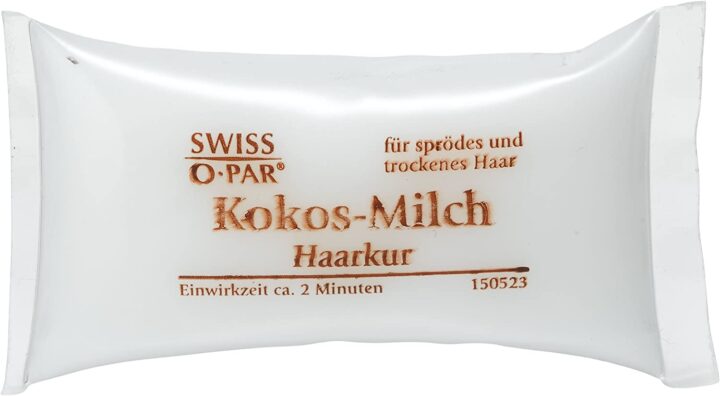 SWISS
O·PAR®
für sprödes und
trockenes Haar
Kokos-Milch
Haarkur
Einwirkzeit ca. 2 Minuten 150523